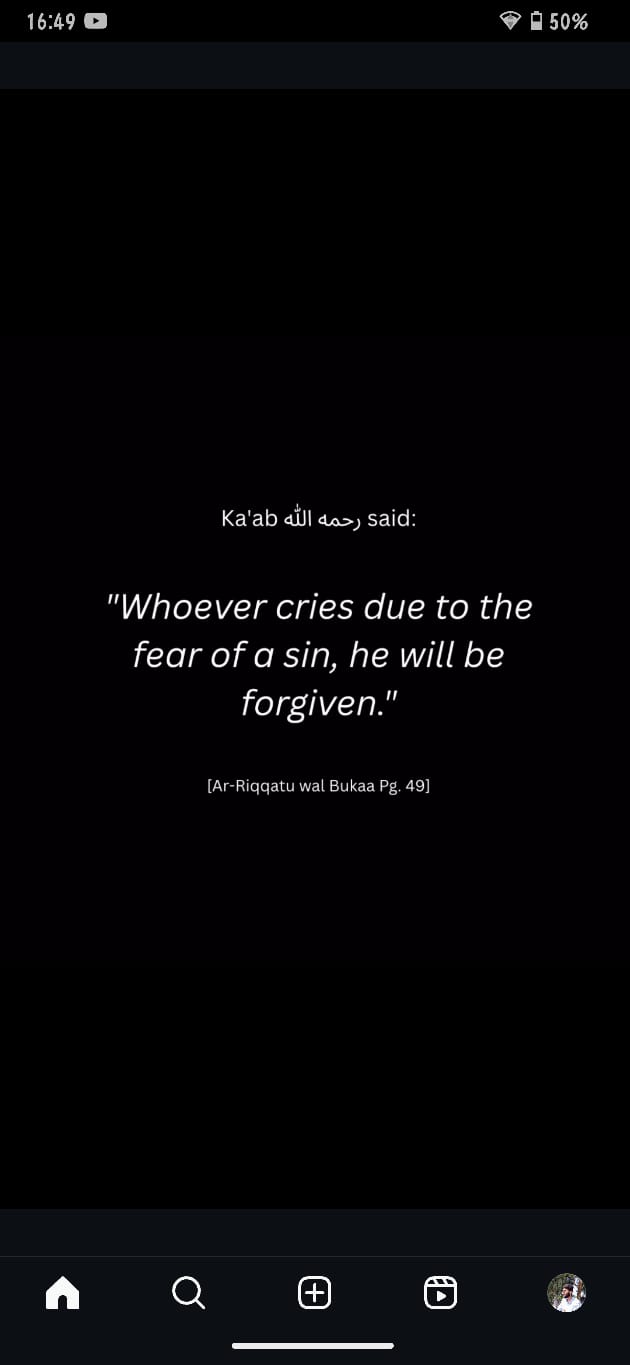 16:49 50%
Ka'ab رحمه الله said:
"Whoever cries due to the
fear of a sin, he will be
forgiven."
[Ar-Riqqatu wal Bukaa Pg. 49]